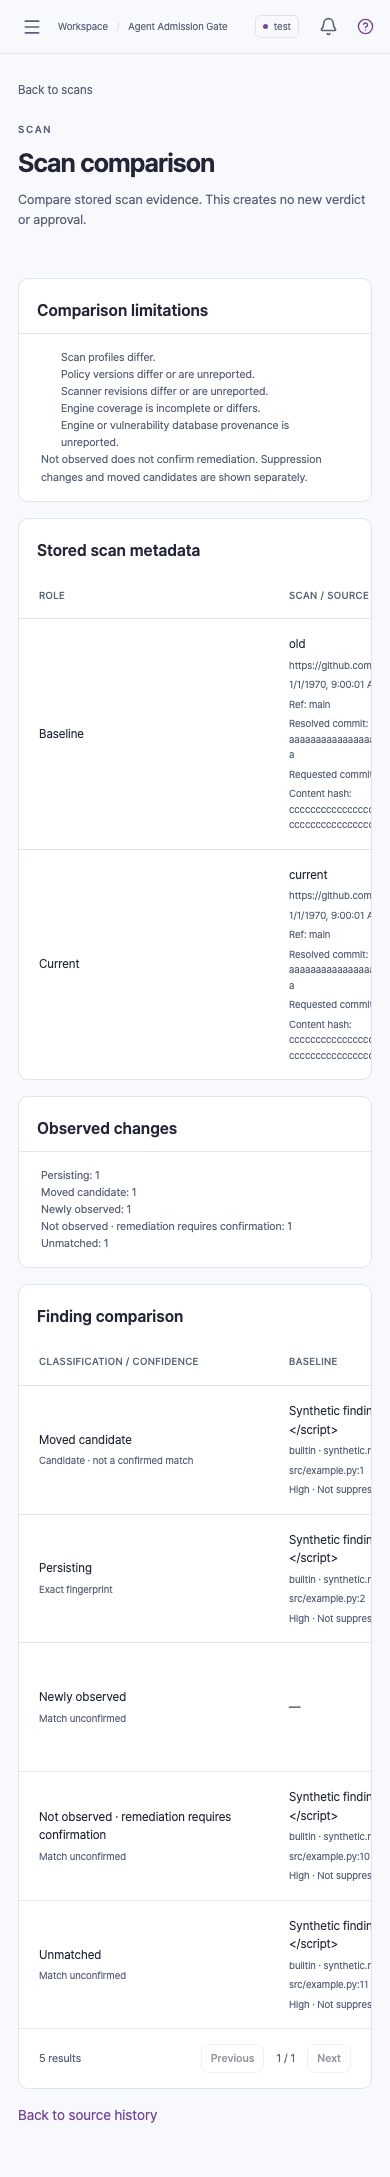 Workspace / Agent Admission Gate test
Back to scans
SCAN
Scan comparison
Compare stored scan evidence. This creates no new verdict
or approval.
Comparison limitations
Scan profiles differ.
Policy versions differ or are unreported.
Scanner revisions differ or are unreported.
Engine coverage is incomplete or differs.
Engine or vulnerability database provenance is
unreported.
Not observed does not confirm remediation. Suppression
changes and moved candidates are shown separately.
Stored scan metadata
ROLE SCAN / SOURCE
Baseline
old
https://github.com
1/1/1970, 9:00:01 A
Ref: main
Resolved commit:
a
Requested commit
Content hash:
Current
current
https://github.com
1/1/1970, 9:00:01 A
Ref: main
Resolved commit:
a
Requested commit
Content hash:
Observed changes
Persisting: 1
Moved candidate: 1
Newly observed: 1
Not observed · remediation requires confirmation: 1
Unmatched: 1
Finding comparison
CLASSIFICATION / CONFIDENCE BASELINE
Moved candidate
Candidate · not a confirmed match
Synthetic findin
</script>
builtin · synthetic.r
src/example.py:1
High · Not suppres
Persisting
Exact fingerprint
Synthetic findin
</script>
builtin · synthetic.r
src/example.py:2
High · Not suppres
Newly observed
Match unconfirmed
—
Not observed · remediation requires
confirmation
Match unconfirmed
Synthetic findin
</script>
builtin · synthetic.r
src/example.py:10
High · Not suppres
Unmatched
Match unconfirmed
Synthetic findin
</script>
builtin · synthetic.r
src/example.py:11
High · Not suppres
5 results Previous 1 / 1 Next
Back to source history